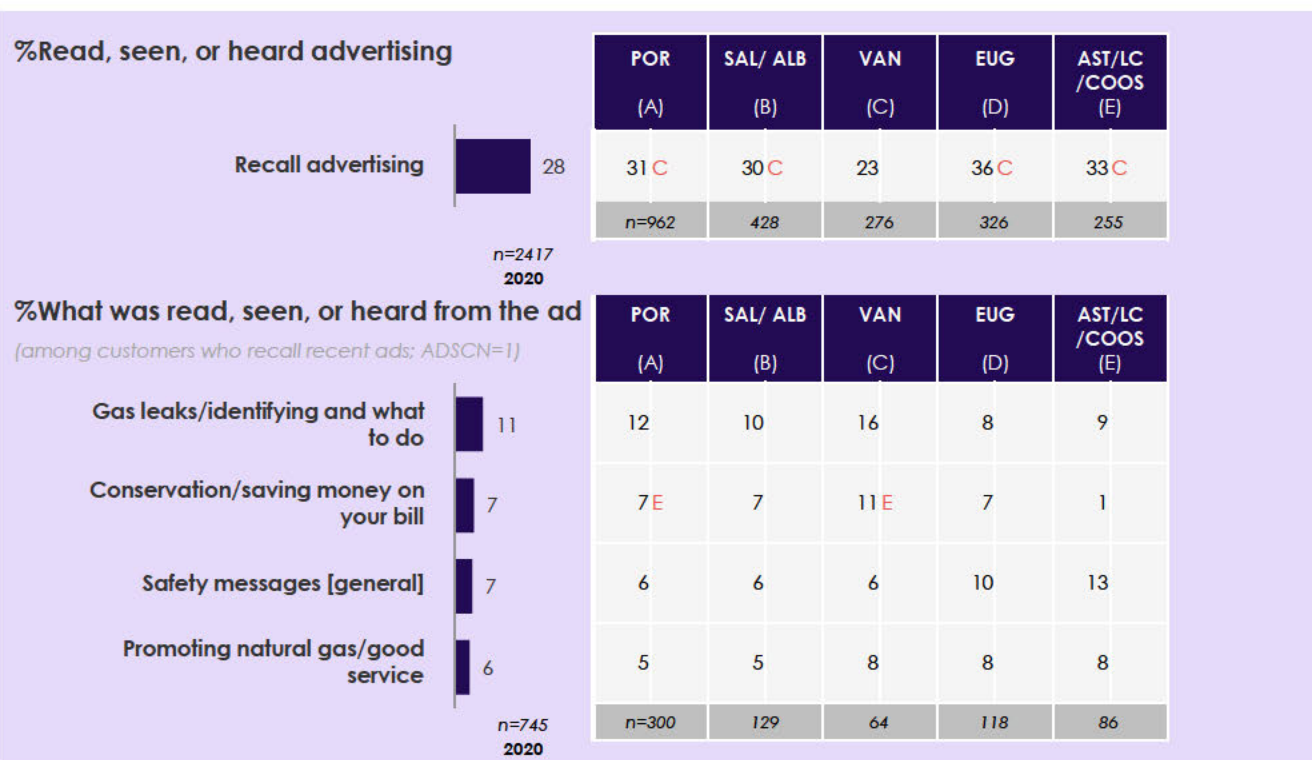 %Read, seen, or heard advertising
POR SAL/ ALB VAN EUG AST/LC
/COOS
(A) (B) (C) (D) (E)
Recall advertising 28 31 C 30 C 23 36 C 33 C
n=962 428 276 326 255
n=2417
2020
%What was read, seen, or heard from the ad
(among customers who recall recent ads; ADSCN=1)
POR SAL/ ALB VAN EUG AST/LC
/COOS
(A) (B) (C) (D) (E)
Gas leaks/identifying and what
to do
11 12 10 16 8 9
Conservation/saving money on
your bill
7 7 E 7 11 E 7 1
Safety messages [general] 7 6 6 6 10 13
Promoting natural gas/good
service
6 5 5 8 8 8
n=745 n=300 129 64 118 86
2020